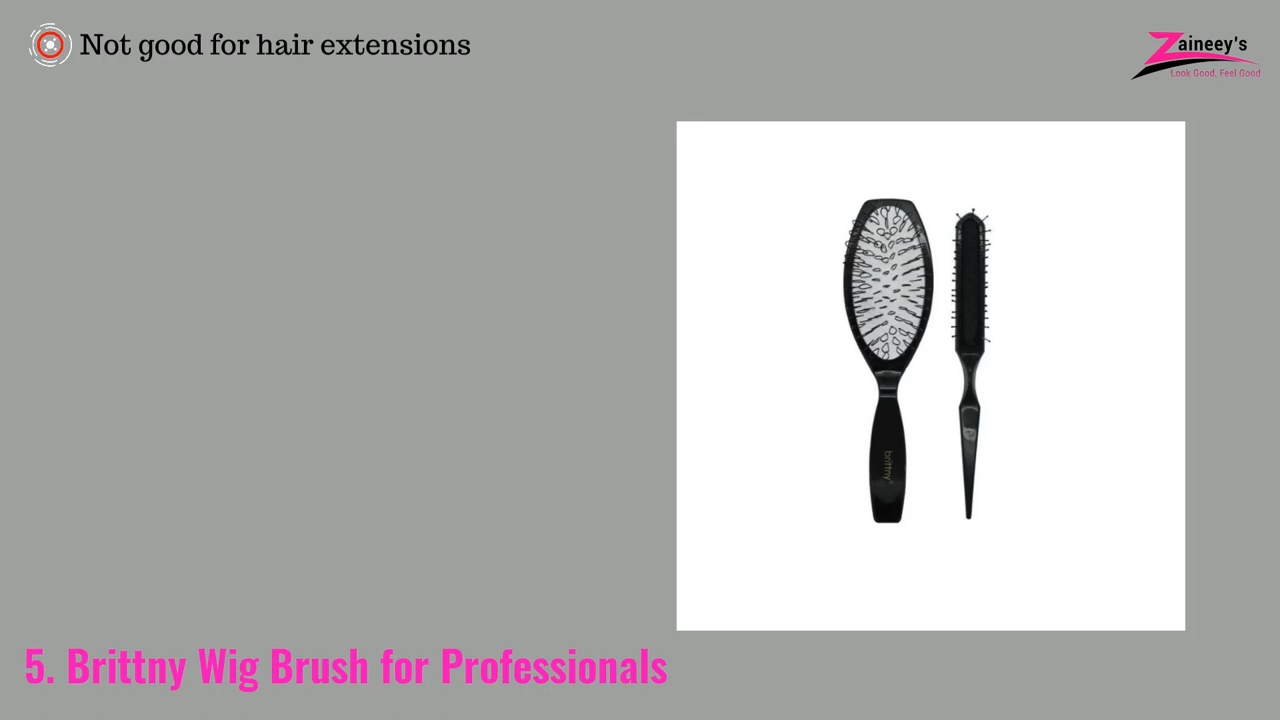 Not good for hair extensions
Zaineey's
Look Good, Feel Good
brittny
5. Brittny Wig Brush for Professionals